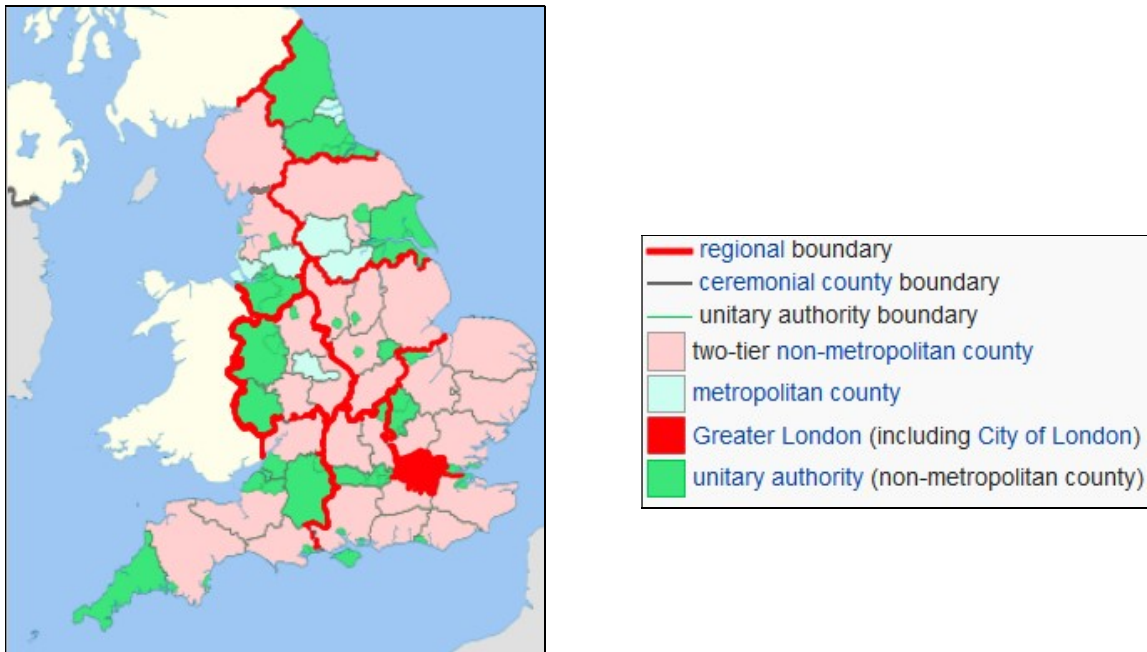 regional boundary
ceremonial county boundary
unitary authority boundary
two-tier non-metropolitan county
metropolitan county
Greater London (including City of London)
unitary authority (non-metropolitan county)